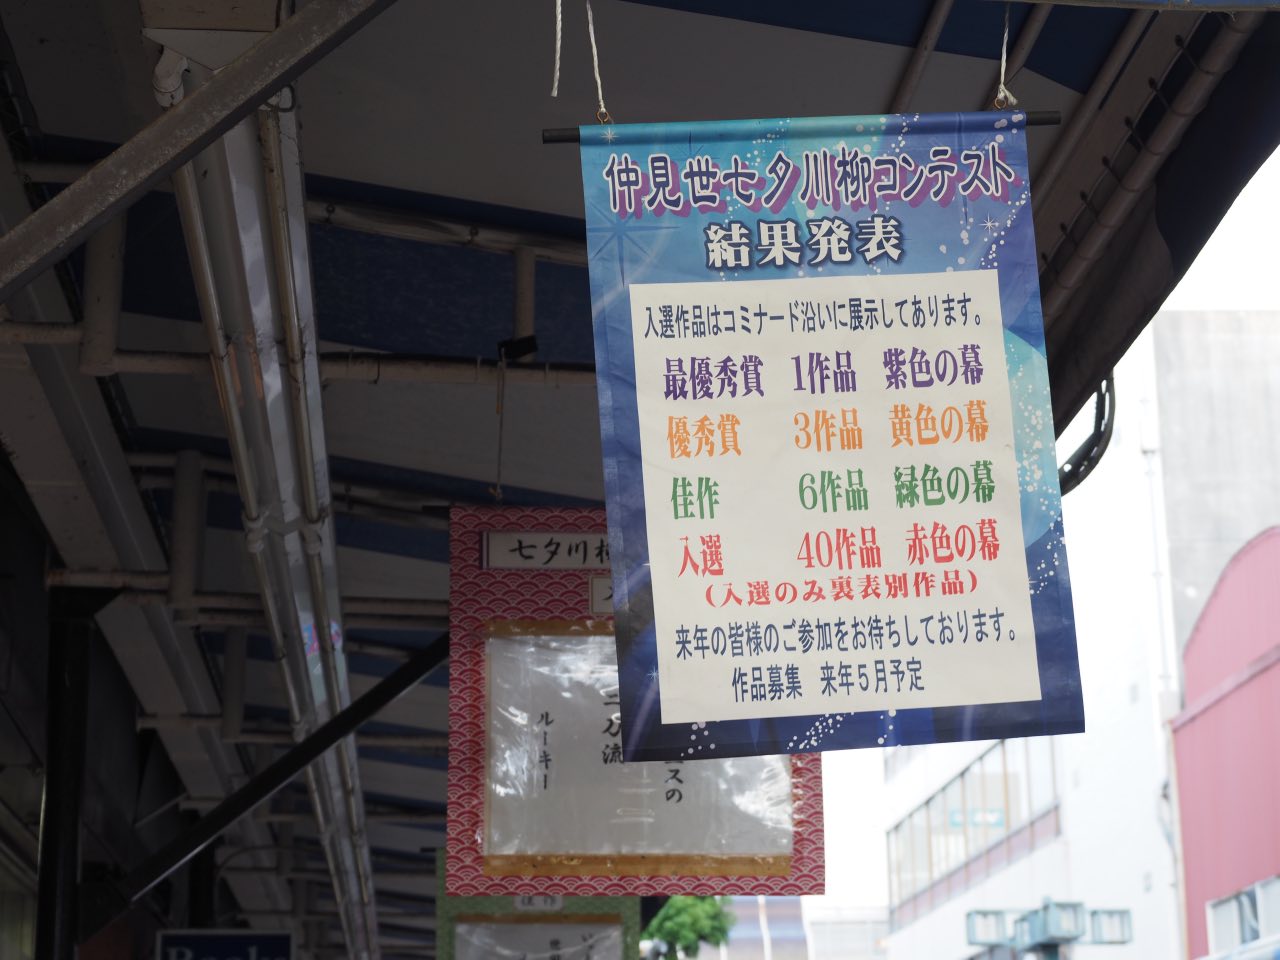 仲見世七夕川柳コンテスト
結果発表
入選作品はコミナード沿いに展示してあります。
最優秀賞 1作品 紫色の幕
優秀賞 3作品 黄色の幕
佳作 6作品 緑色の幕
入選 40作品 赤色の幕
(入選のみ裏表別作品)
来年の皆様のご参加をお待ちしております。
作品募集 来年5月予定
七夕川柳
スの
刀流
ルーキー
佳作